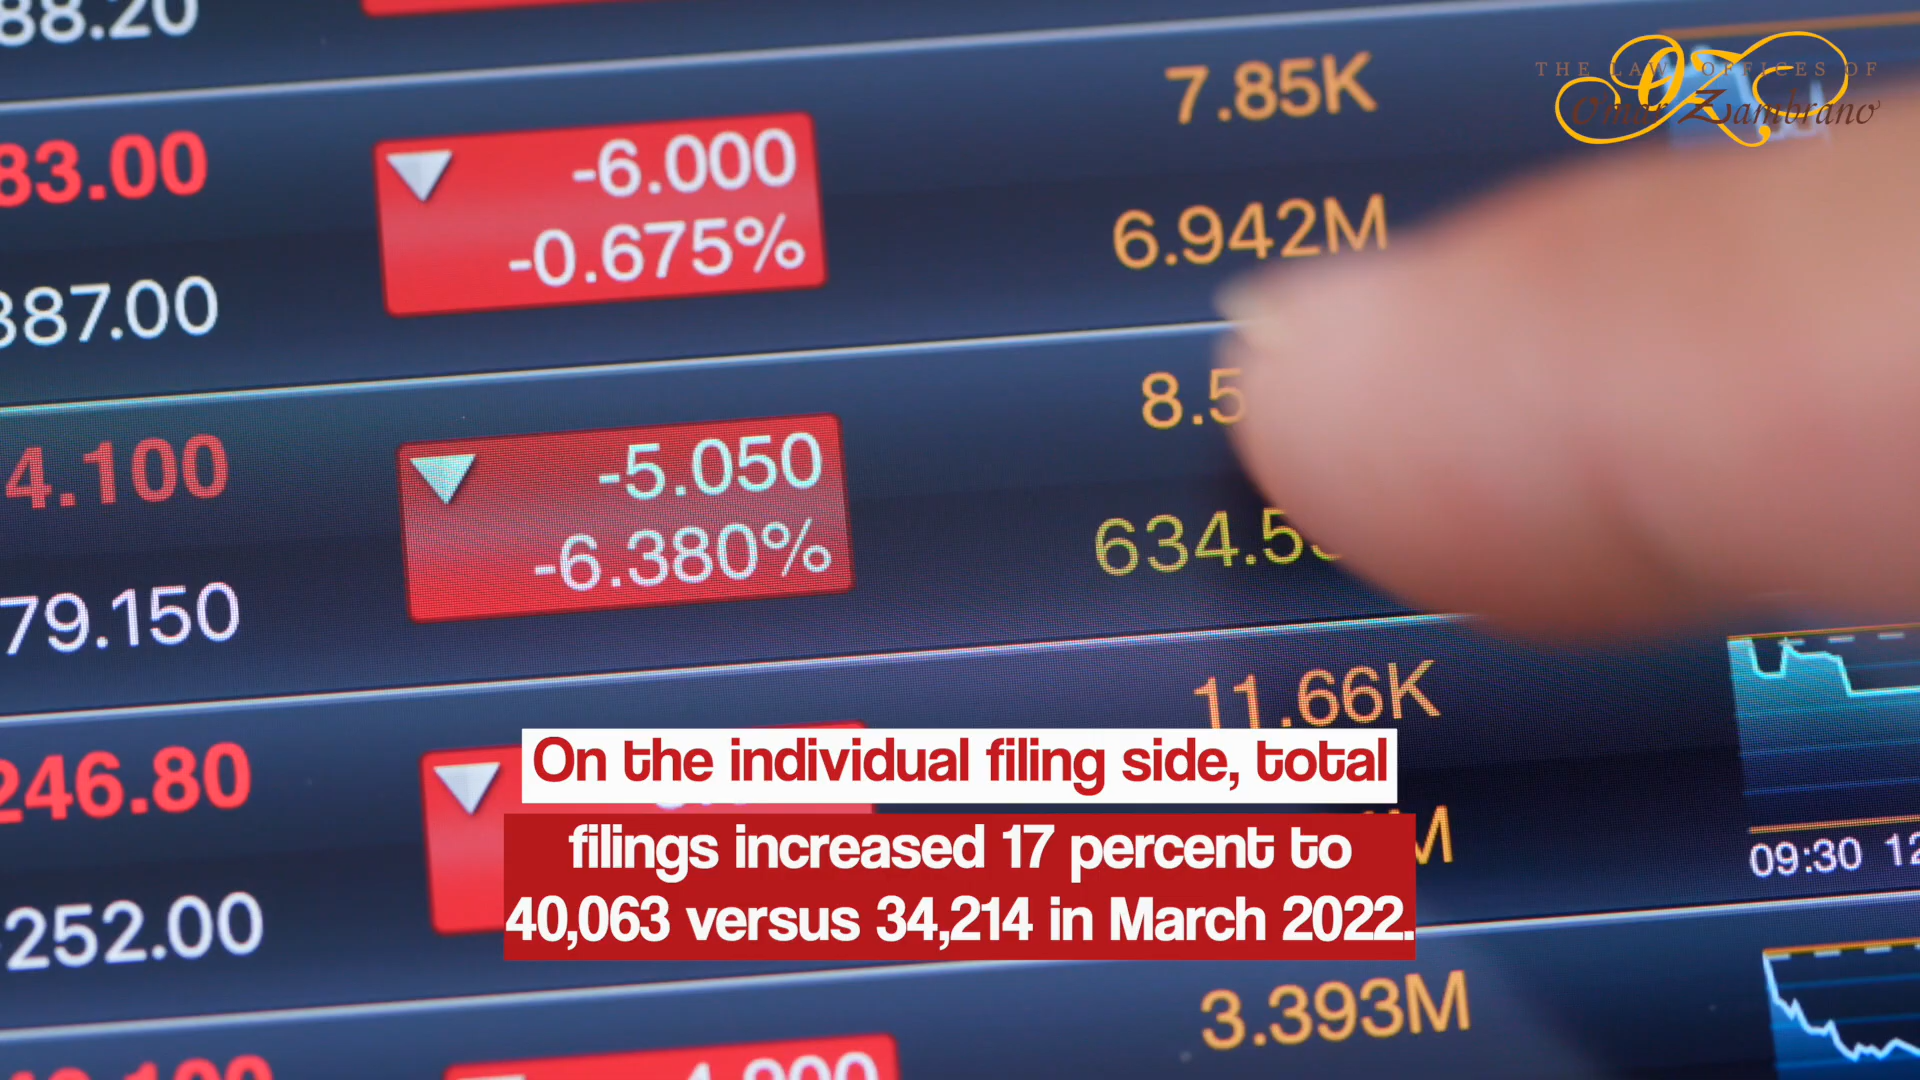 88.20
THE LAW OFFICES OF
OZ
Omar Zambrano
7.85K
83.00
-6.000
-0.675%
6.942M
387.00
8.5
4.100
-5.050
-6.380%
634.5
79.150
11.66K
246.80
On the individual filing side, total
filings increased 17 percent to
40,063 versus 34,214 in March 2022.
M
09:30 12
252.00
3.393M